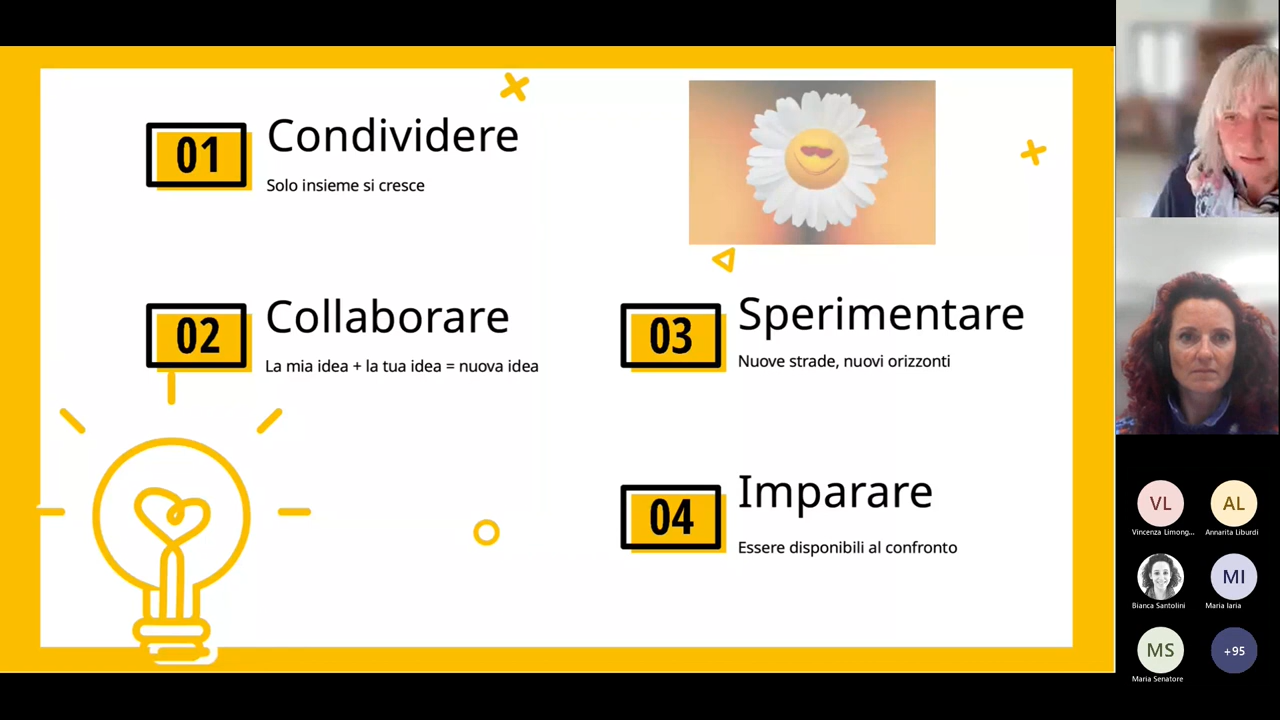 01
Condividere
Solo insieme si cresce
02
Collaborare
La mia idea + la tua idea = nuova idea
03
Sperimentare
Nuove strade, nuovi orizzonti
04
Imparare
Essere disponibili al confronto
VL
Vincenza Limong...
AL
Annarita Liburdi
Bianca Santolini
MI
Maria Iaria
MS
Maria Senatore
+95